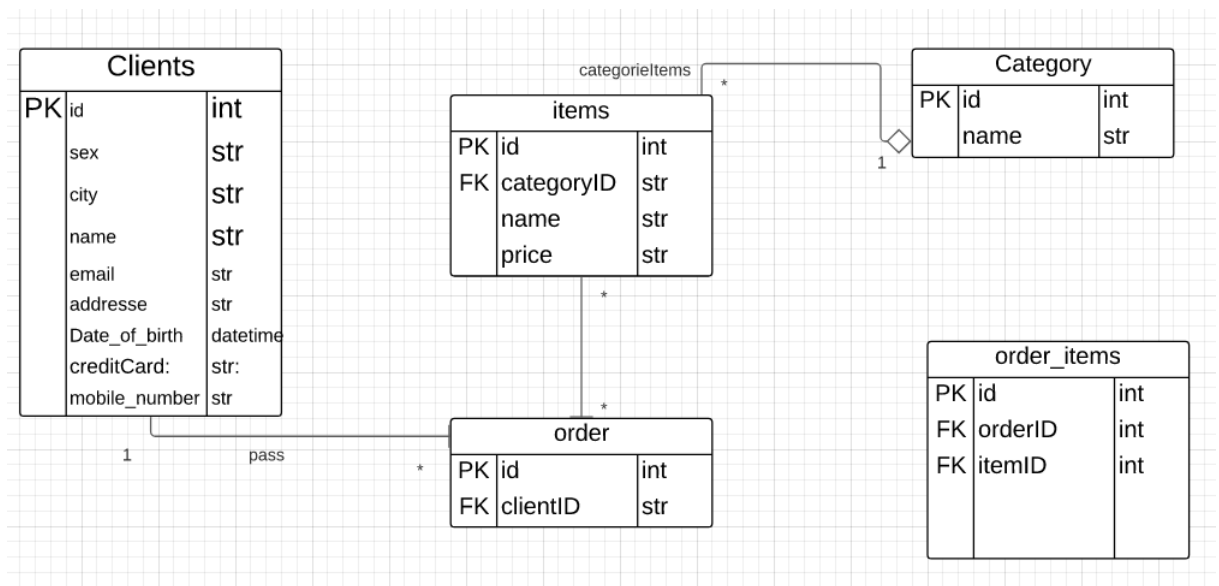 Clients
PK id int
sex str
city str
name str
email str
addresse str
Date_of_birth datetime
creditCard: str:
mobile_number str
1 pass *
categorieItems
*
1
items
PK id int
FK categoryID str
name str
price str
*
*
order
PK id int
FK clientID str
Category
PK id int
name str
order_items
PK id int
FK orderID int
FK itemID int